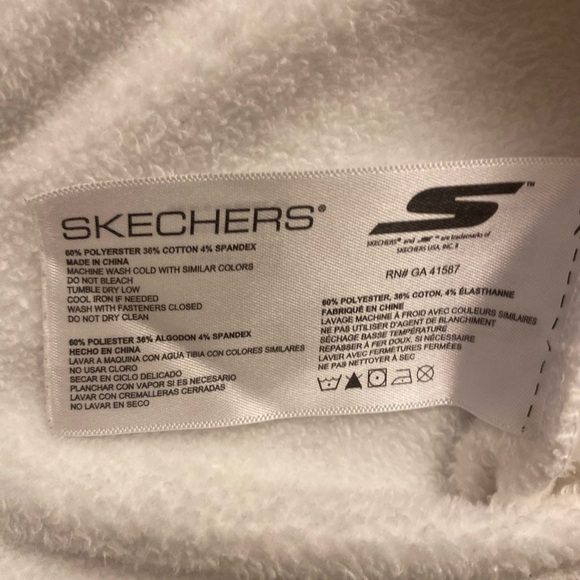 SKECHERS®
60% POLYERSTER 36% COTTON 4% SPANDEX
MADE IN CHINA
MACHINE WASH COLD WITH SIMILAR COLORS
DO NOT BLEACH
TUMBLE DRY LOW
COOL IRON IF NEEDED
WASH WITH FASTENERS CLOSED
DO NOT DRY CLEAN
60% POLIESTER 36% ALGODON 4% SPANDEX
HECHO EN CHINA
LAVAR A MAQUINA CON AGUA TIBIA CON COLORES SIMILARES
NO USAR CLORO
SECAR EN CICLO DELICADO
PLANCHAR CON VAPOR SI ES NECESARIO
LAVAR CON CREMALLERAS CERRADAS
NO LAVAR EN SECO
S™
SKECHERS® and S™ are trademarks of
SKECHERS USA, INC. II
RN# GA 41587
60% POLYESTER, 36% COTON, 4% ÉLASTHANNE
FABRIQUÉ EN CHINE
LAVAGE MACHINE À FROID AVEC COULEURS SIMILAIRES
NE PAS UTILISER D'AGENT DE BLANCHIMENT
SÉCHAGE BASSE TEMPÉRATURE
REPASSER À FER DOUX, SI NÉCESSAIRE
LAVER AVEC FERMETURES FERMÉES
NE PAS NETTOYER À SEC